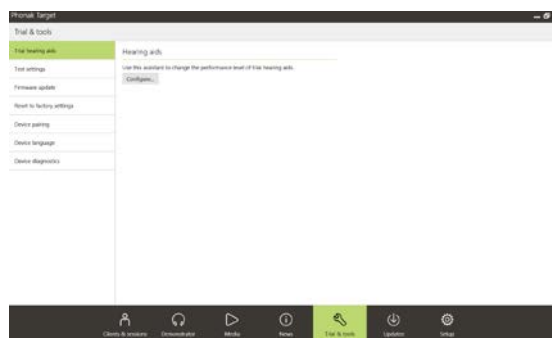 Phonak Target
Trial & tools
Trial hearing aids
Hearing aids
Test settings
Use this assistant to change the performance level of trial hearing aids.
Configure...
Firmware update
Reset to factory settings
Device pairing
Device language
Device diagnostics
Clients & sessions Demonstrator Media News Trial & tools Updates Setup